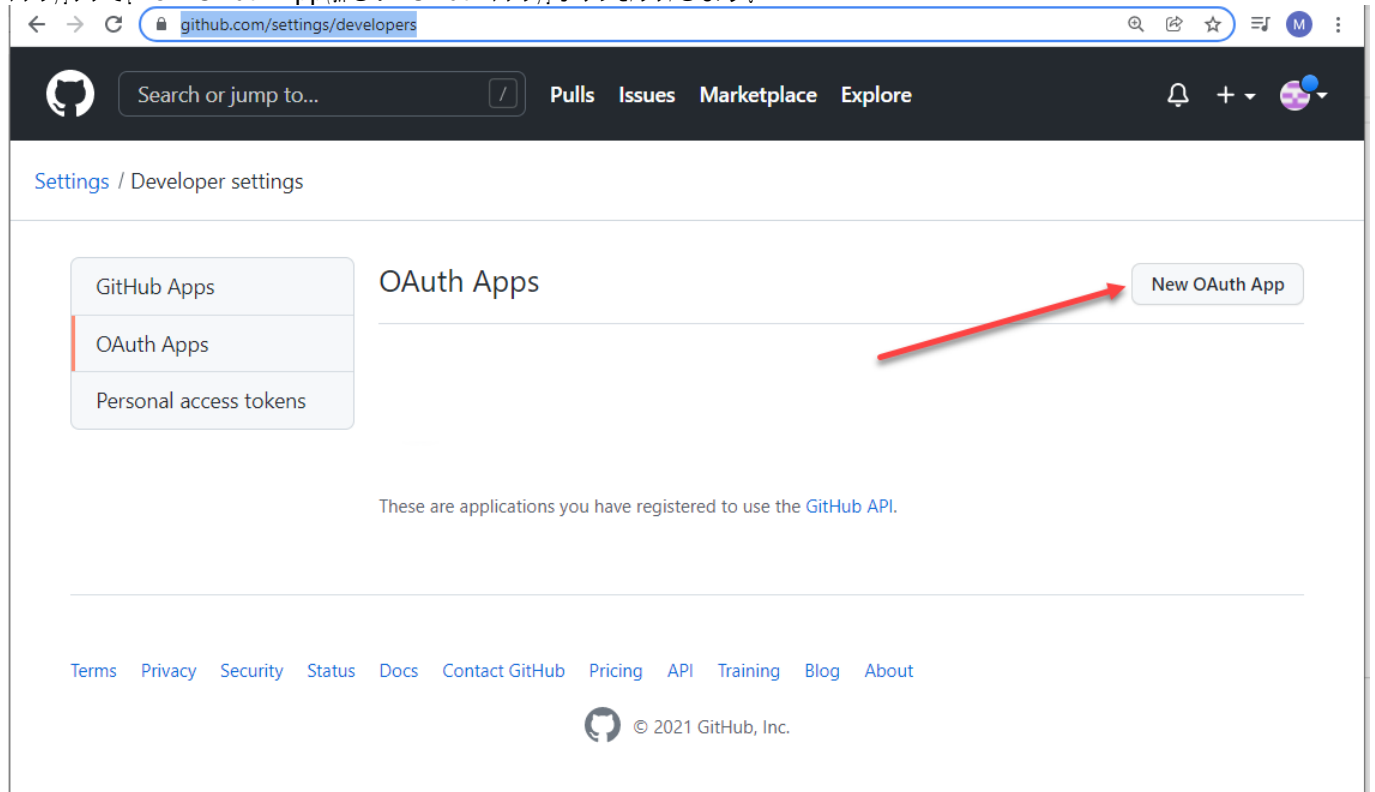 github.com/settings/developers
M
Search or jump to...
/
Pulls Issues Marketplace Explore
Settings / Developer settings
GitHub Apps
OAuth Apps
Personal access tokens
OAuth Apps
New OAuth App
These are applications you have registered to use the GitHub API.
Terms Privacy Security Status Docs Contact GitHub Pricing API Training Blog About
© 2021 GitHub, Inc.